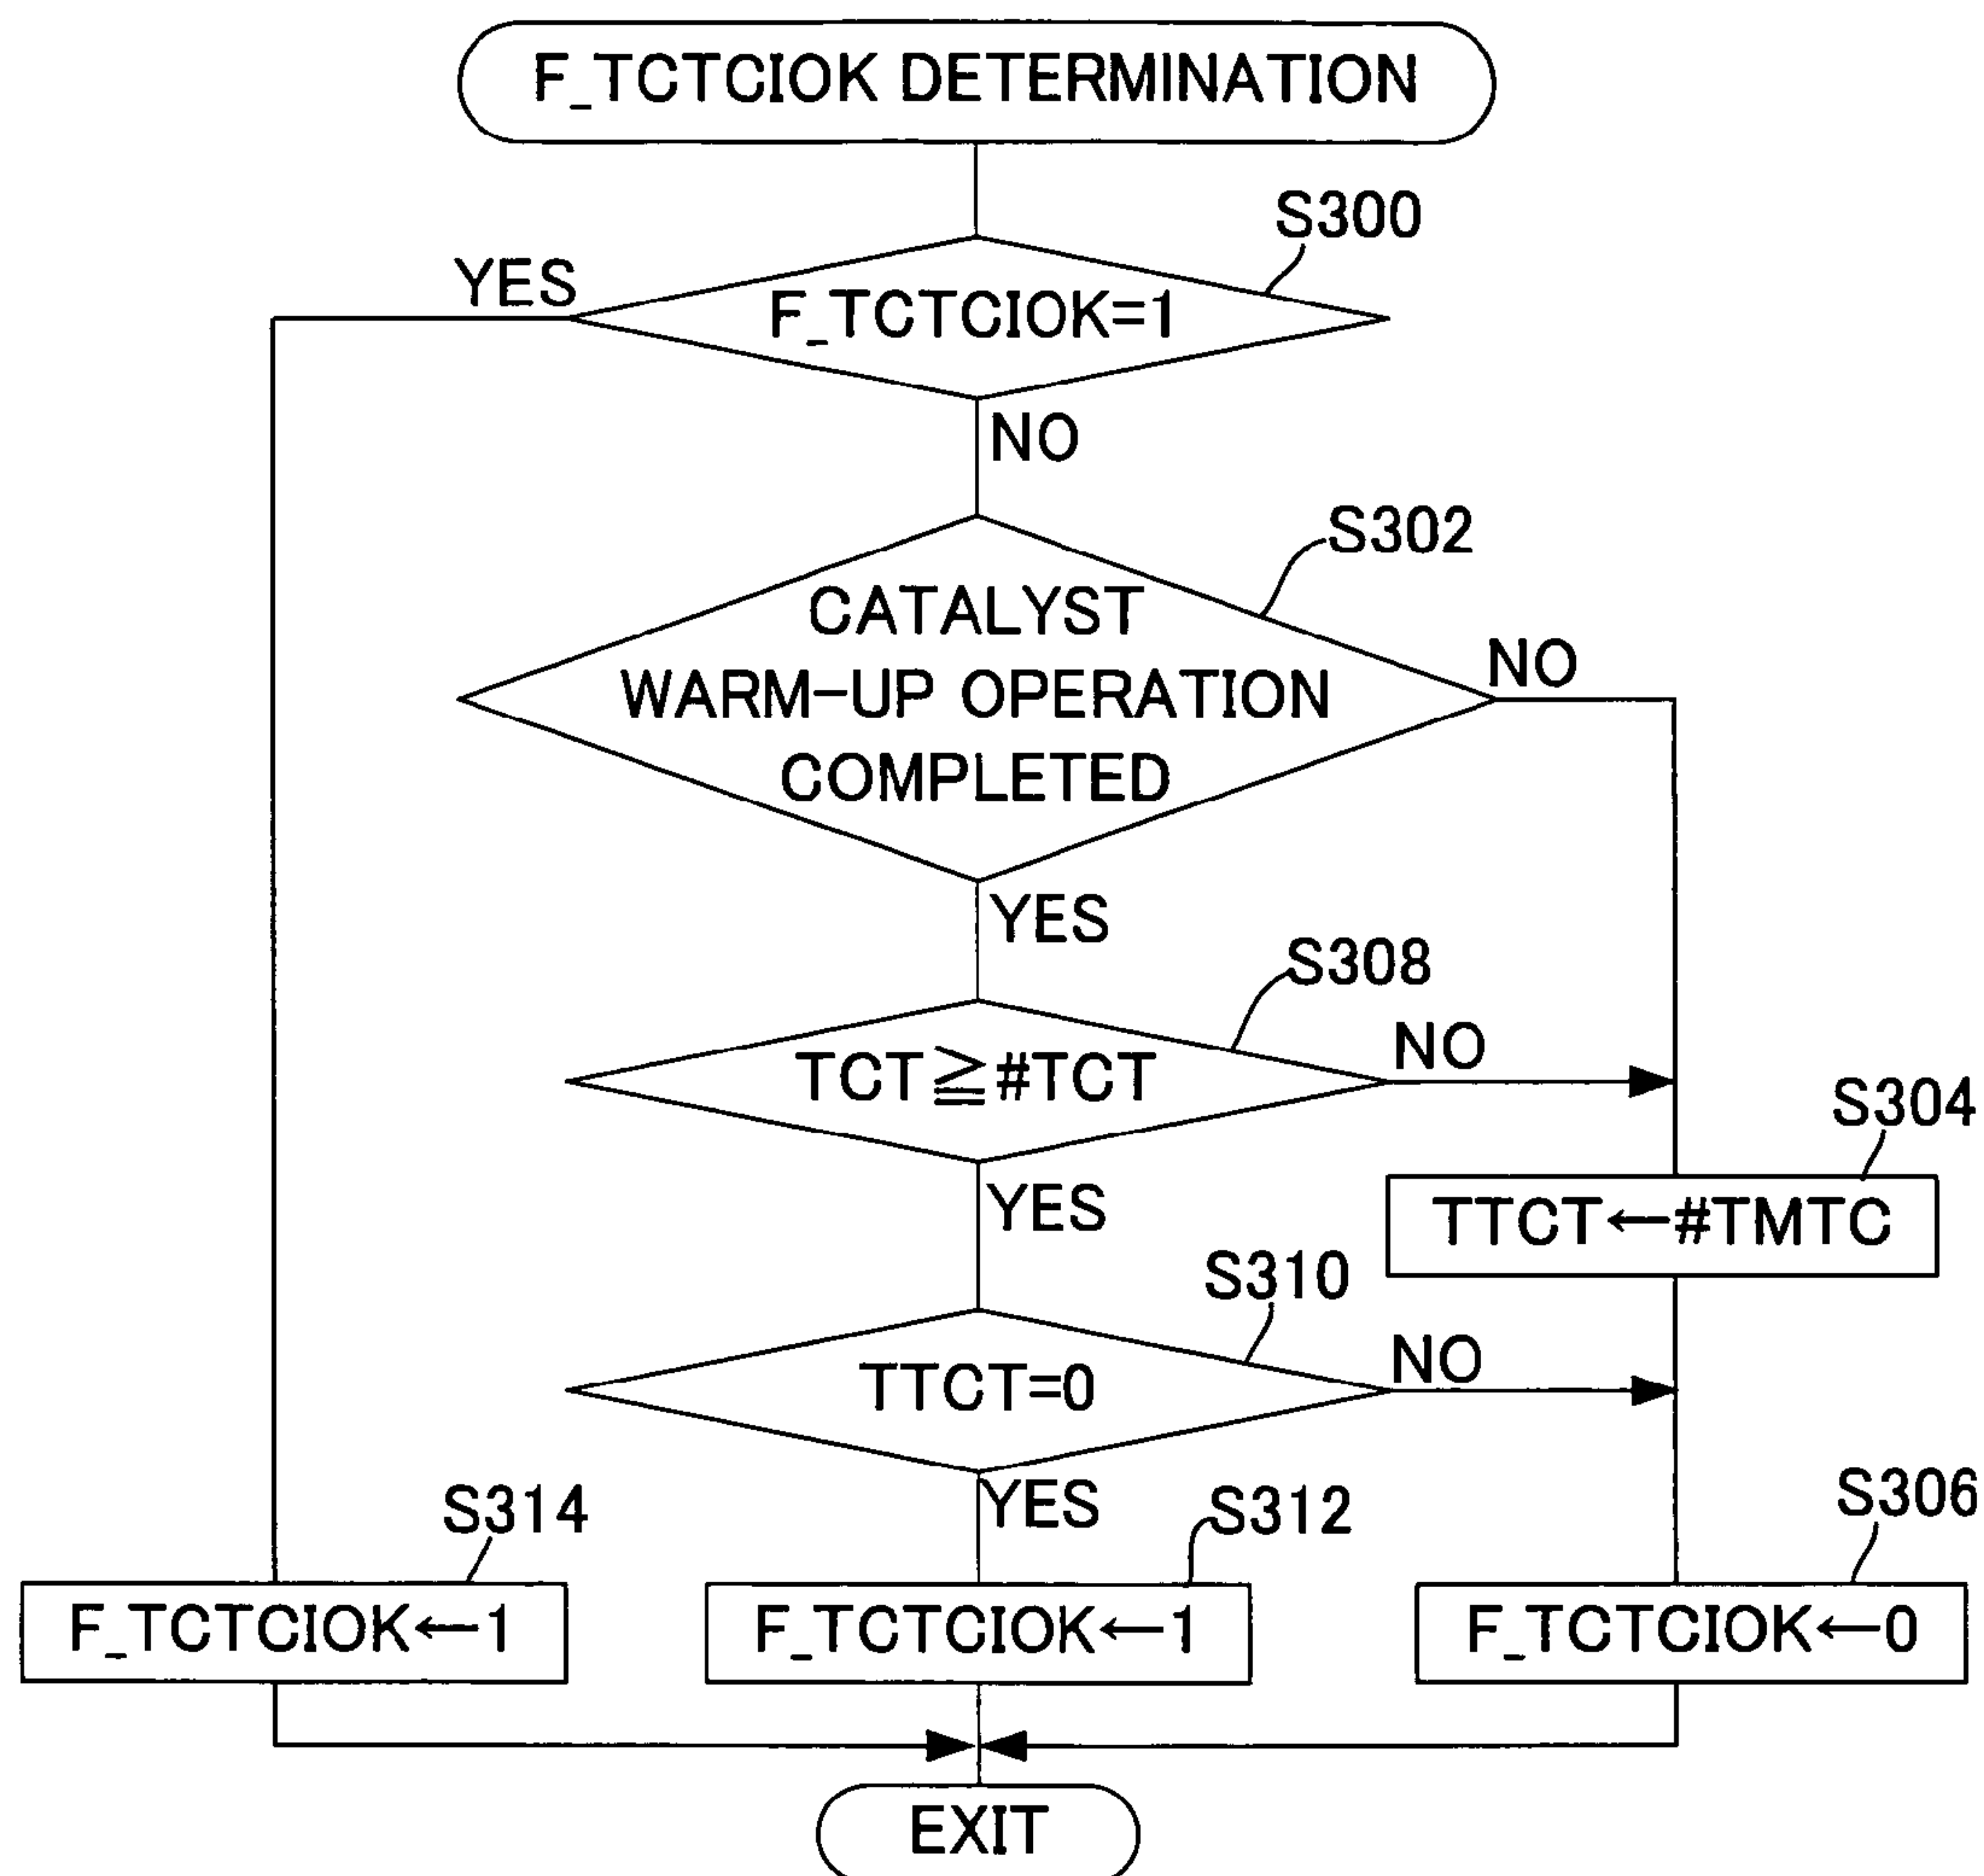 F_TCTCIOK DETERMINATION
S300
YES
F_TCTCIOK=1
NO
S302
CATALYST
WARM-UP OPERATION
COMPLETED
NO
YES
S308
TCT≧#TCT
NO
S304
YES
TTCT←#TMTC
S310
TTCT=0
NO
YES
S314
S312
S306
F_TCTCIOK←1
F_TCTCIOK←1
F_TCTCIOK←0
EXIT